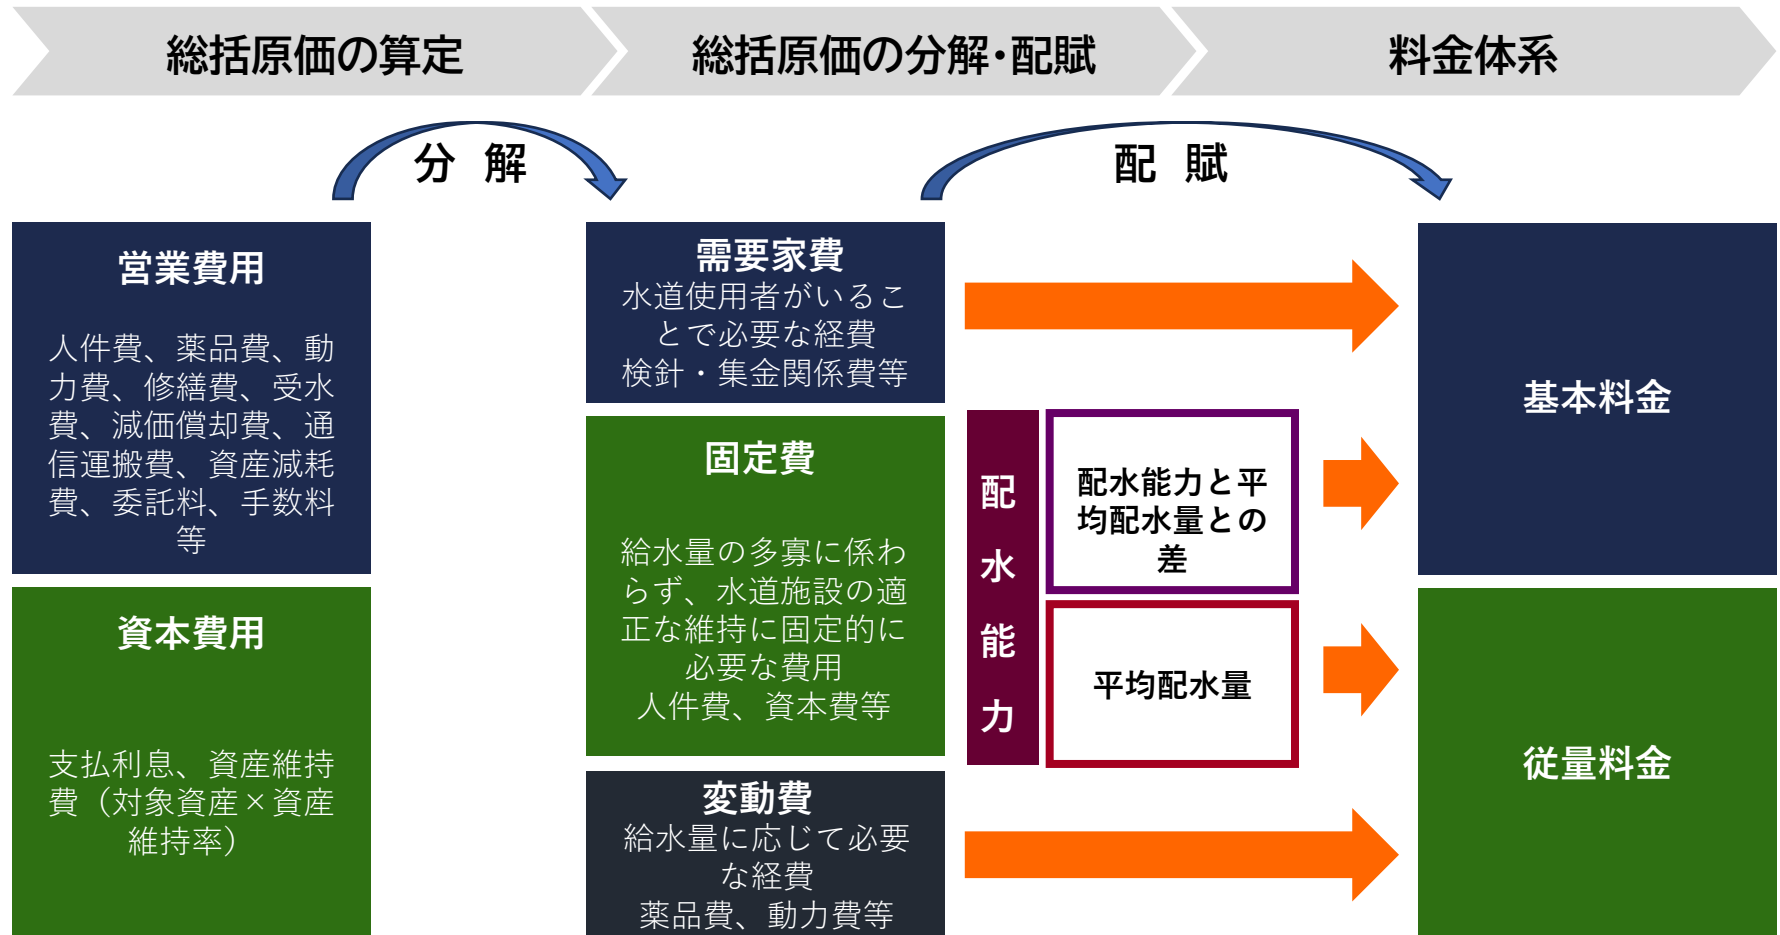 総括原価の算定
総括原価の分解・配賦
料金体系
分 解
配 賦
営業費用
人件費、薬品費、動
力費、修繕費、受水
費、減価償却費、通
信運搬費、資産減耗
費、委託料、手数料
等
資本費用
支払利息、資産維持
費（対象資産×資産
維持率）
需要家費
水道使用者がいるこ
とで必要な経費
検針・集金関係費等
固定費
給水量の多寡に係わ
らず、水道施設の適
正な維持に固定的に
必要な費用
人件費、資本費等
変動費
給水量に応じて必要
な経費
薬品費、動力費等
配
水
能
力
配水能力と平
均配水量との
差
平均配水量
基本料金
従量料金